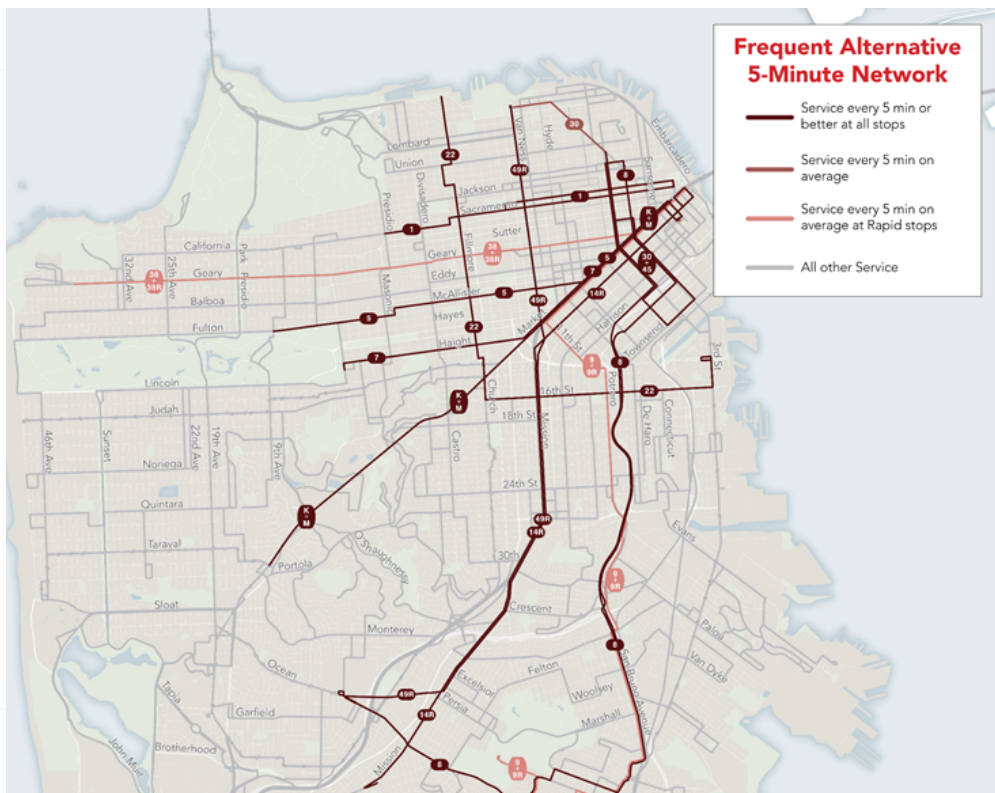 Frequent Alternative
5-Minute Network
Service every 5 min or
better at all stops
Service every 5 min on
average
Service every 5 min on
average at Rapid stops
All other Service
30
22
Lombard
Van Ness
Hyde
Embarcadero
Union
49R
8
Sansome
Divisadero
Jackson
Presidio
Sacramento
1
1
K+M
California
Sutter
38+38R
Geary
5
30+45
32nd Ave
25th Ave
Park Presidio
Fillmore
Geary
38+38R
Eddy
7
14R
Balboa
Masonic
McAllister
5
49R
Harrison
5
Hayes
Fulton
22
Market
11th St
Townsend
Haight
7
3rd St
9+9R
8
Lincoln
16th St
22
Potrero
K+M
Church
Judah
18th St
Mission
De Haro
Connecticut
46th Ave
Sunset
22nd Ave
19th Ave
9th Ave
Castro
Noriega
24th St
Quintara
K+M
49R
14R
Evans
Taraval
O'Shaughnessy
30th
Portola
9+9R
Sloat
Crescent
Monterey
8
Palou
Ocean
Felton
San Bruno Avenue
Van Dyke
Tapia
Excelsior
49R
Persia
Woolsey
Garfield
14R
Marshall
John Muir
Brotherhood
Mission
8
9+9R